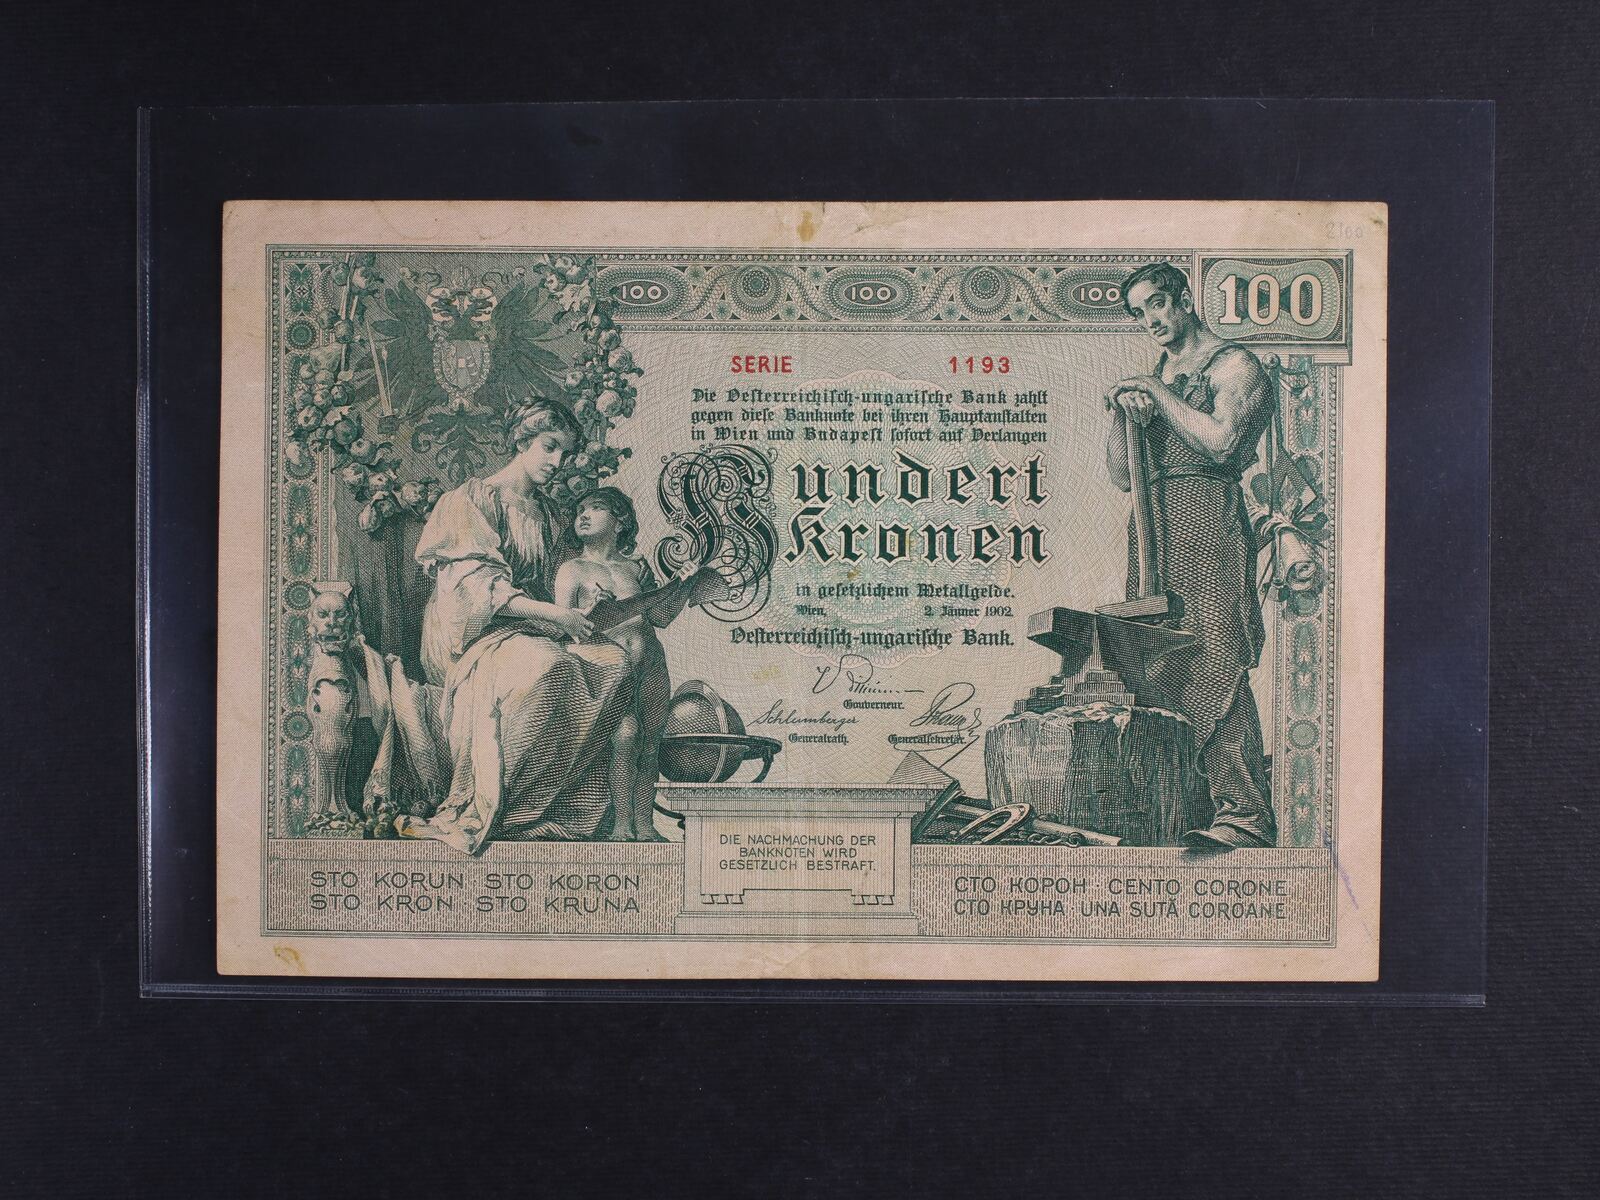 2100
100 100 100 100
SERIE 1193
Die Oesterreichisch-ungarische Bank zahlt
gegen diese Banknote bei ihren Hauptanstalten
in Wien und Budapest sofort auf Verlangen
Hundert
Kronen
in gesetzlichem Metallgelde.
Wien, 2. Jänner 1902
Oesterreichisch-ungarische Bank.
Gouverneur.
Schlumberger
Generalrath. Generalsekretär.
DIE NACHMACHUNG DER
BANKNOTEN WIRD
GESETZLICH BESTRAFT.
STO KORUN STO KORON
STO KRON · STO KRUNA
СТО КОРОН · CENTO CORONE
СТО КРУНА · UNA SUTĂ COROANE